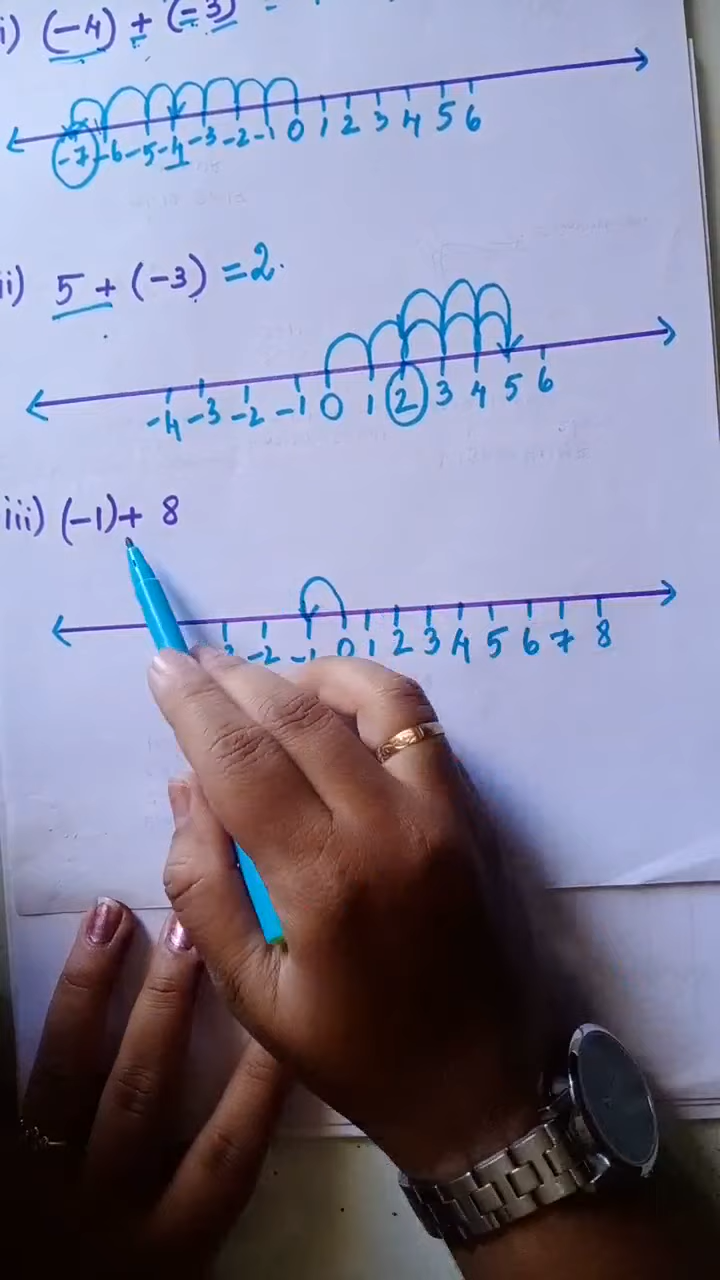 i) (-4) + (-3) =
-7 -6 -5 -4 -3 -2 -1 0 1 2 3 4 5 6
ii) 5 + (-3) = 2.
-4 -3 -2 -1 0 1 2 3 4 5 6
iii) (-1) + 8
-2 -1 0 1 2 3 4 5 6 7 8